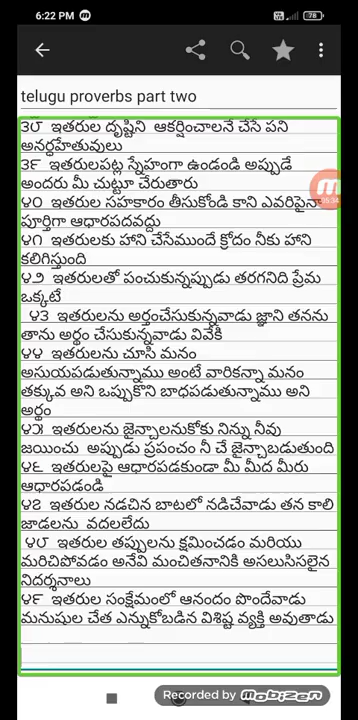 6:22 PM
78
telugu proverbs part two
౩౮ ఇతరుల దృష్టిని ఆకర్షించాలనే చేసే పని
అనర్ధహేతువులు
౩౯ ఇతరులపట్ల స్నేహంగా ఉండండి అప్పుడే
అందరు మీ చుట్టూ చేరుతారు
౪౦ ఇతరుల సహకారం తీసుకోండి కాని ఎవరిపైనా
పూర్తిగా ఆధారపదవద్దు
05:34
౪౧ ఇతరులకు హాని చేసేముందే క్రోదం నీకు హాని
కలిగిస్తుంది
౪౨ ఇతరులతో పంచుకున్నప్పుడు తరగనిది ప్రేమ
ఒక్కటే
౪౩ ఇతరులను అర్తంచేసుకున్నవాడు జ్ఞాని తనను
తాను అర్థం చేసుకున్నవాడు వివేకి
౪౪ ఇతరులను చూసి మనం
అసుయపడుతున్నాము అంటే వారికన్నా మనం
తక్కువ అని ఒప్పుకొని బాధపడుతున్నాము అని
అర్థం
౪౫ ఇతరులను జైన్చాలనుకోకు నిన్ను నీవు
జయించు అప్పుడు ప్రపంచం నీ చే జైన్చాబడుతుంది
౪౬ ఇతరులపై ఆధారపడకుండా మీ మీద మీరు
ఆధారపడండి
౪౭ ఇతరుల నడచిన బాటలో నడిచేవాడు తన కాలి
జాడలను వదలలేదు
౪౮ ఇతరుల తప్పులను క్షమించడం మరియు
మరిచిపోవడం అనేవి మంచితనానికి అసలుసిసలైన
నిదర్శనాలు
౪౯ ఇతరుల సంక్షేమంలో ఆనందం పొందేవాడు
మనుషుల చేత ఎన్నుకోబడిన విశిష్ట వ్యక్తి అవుతాడు
Recorded by mobizen